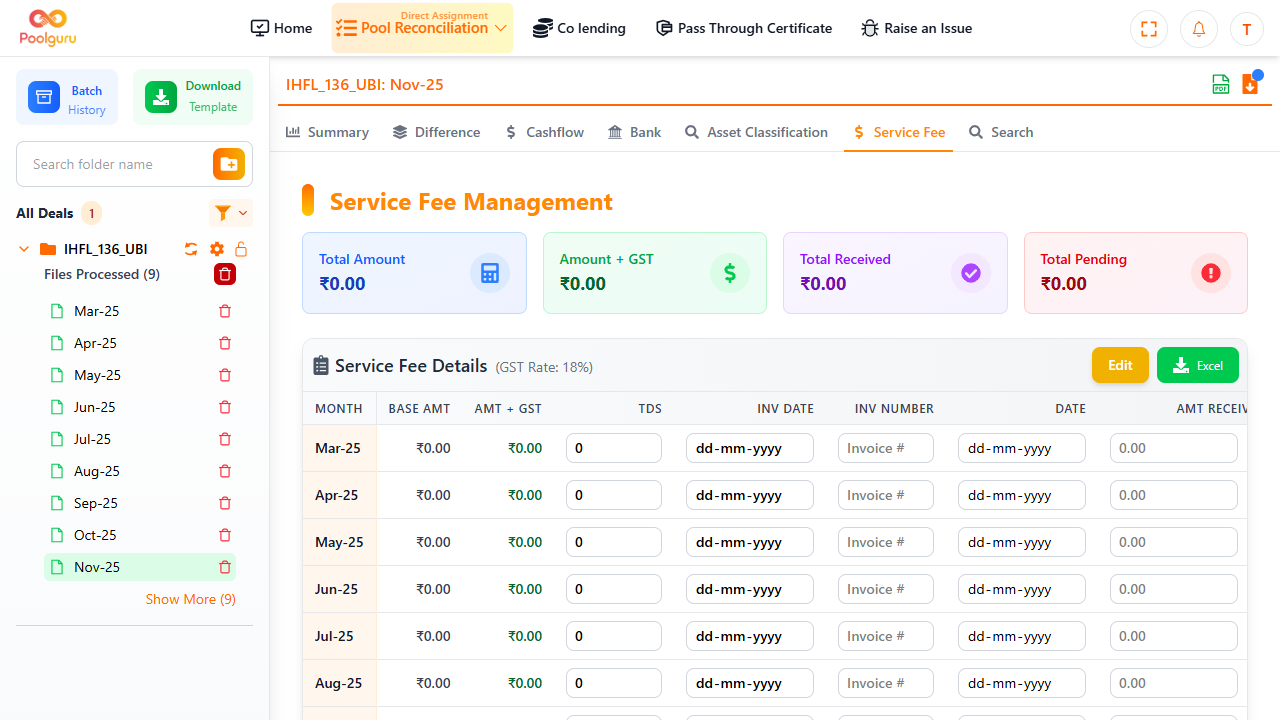 Poolguru
Home
Direct Assignment
Pool Reconciliation
Co lending
Pass Through Certificate
Raise an Issue
T
Batch
History
Download
Template
Search folder name
All Deals 1
IHFL_136_UBI
Files Processed (9)
Mar-25
Apr-25
May-25
Jun-25
Jul-25
Aug-25
Sep-25
Oct-25
Nov-25
Show More (9)
IHFL_136_UBI: Nov-25
PDF
Summary Difference Cashflow Bank Asset Classification Service Fee Search
Service Fee Management
Total Amount
₹0.00
Amount + GST
₹0.00
Total Received
₹0.00
Total Pending
₹0.00
Service Fee Details (GST Rate: 18%)
Edit
Excel
MONTH BASE AMT AMT + GST TDS INV DATE INV NUMBER DATE AMT RECEIV
Mar-25 ₹0.00 ₹0.00 0 dd-mm-yyyy Invoice # dd-mm-yyyy 0.00
Apr-25 ₹0.00 ₹0.00 0 dd-mm-yyyy Invoice # dd-mm-yyyy 0.00
May-25 ₹0.00 ₹0.00 0 dd-mm-yyyy Invoice # dd-mm-yyyy 0.00
Jun-25 ₹0.00 ₹0.00 0 dd-mm-yyyy Invoice # dd-mm-yyyy 0.00
Jul-25 ₹0.00 ₹0.00 0 dd-mm-yyyy Invoice # dd-mm-yyyy 0.00
Aug-25 ₹0.00 ₹0.00 0 dd-mm-yyyy Invoice # dd-mm-yyyy 0.00